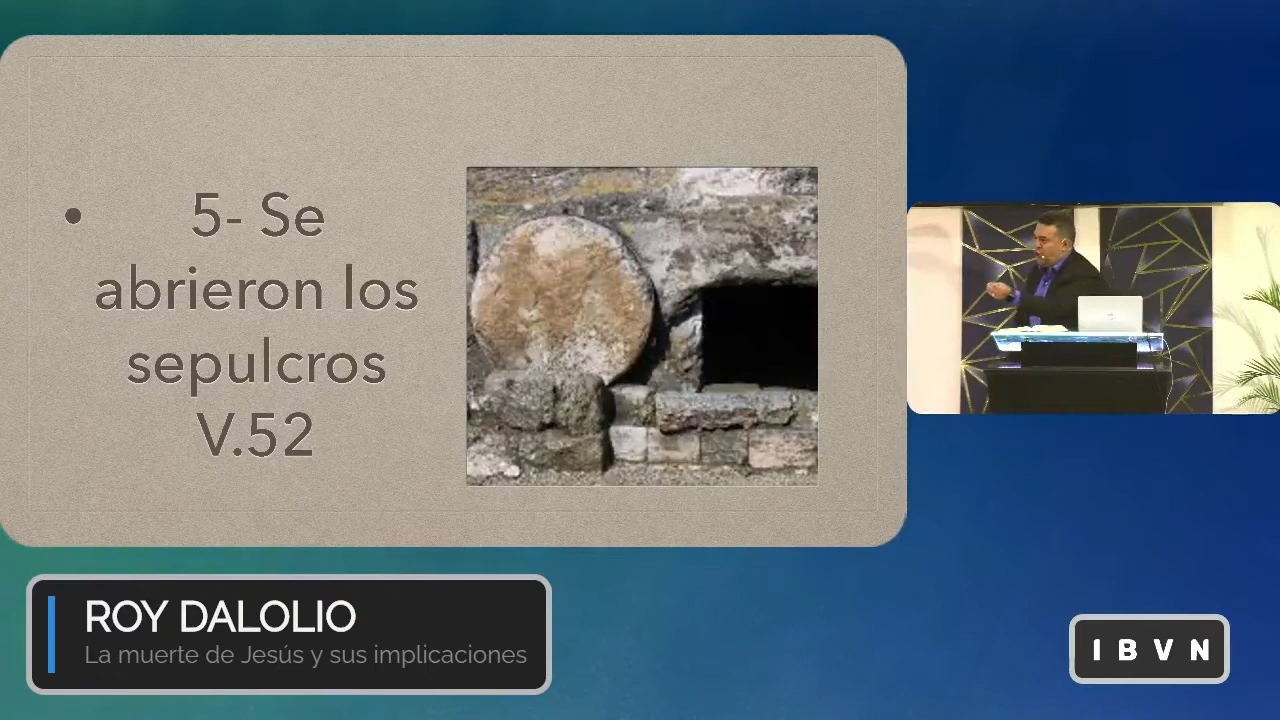 • 5- Se
abrieron los
sepulcros
V.52
ROY DALOLIO
La muerte de Jesús y sus implicaciones
IBVN